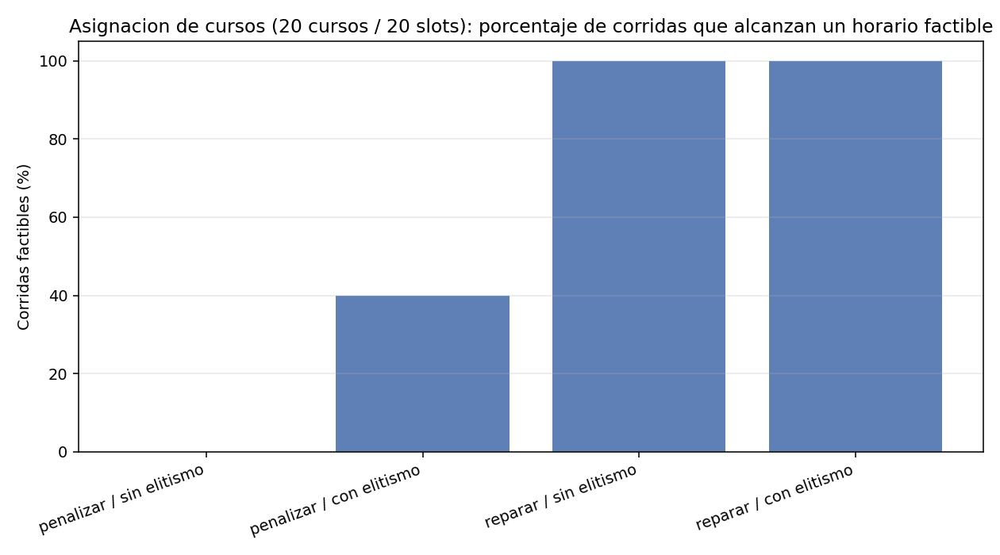 Asignacion de cursos (20 cursos / 20 slots): porcentaje de corridas que alcanzan un horario factible
Corridas factibles (%)
100
80
60
40
20
0
penalizar / sin elitismo
penalizar / con elitismo
reparar / sin elitismo
reparar / con elitismo